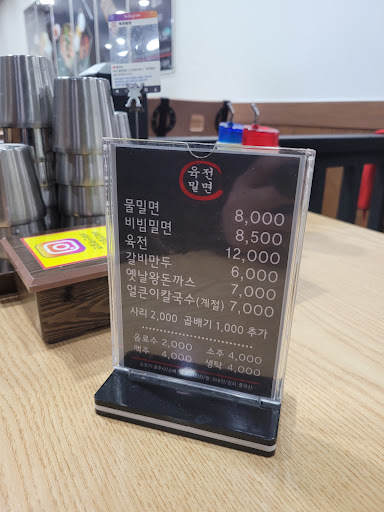 육전
밀면
물밀면 8,000
비빔밀면 8,500
육전 12,000
갈비만두 6,000
옛날왕돈까스 7,000
얼큰이칼국수(계절) 7,000
사리 2,000 곱배기 1,000 추가
음료수 2,000 소주 4,000
맥주 4,000 생탁 4,000